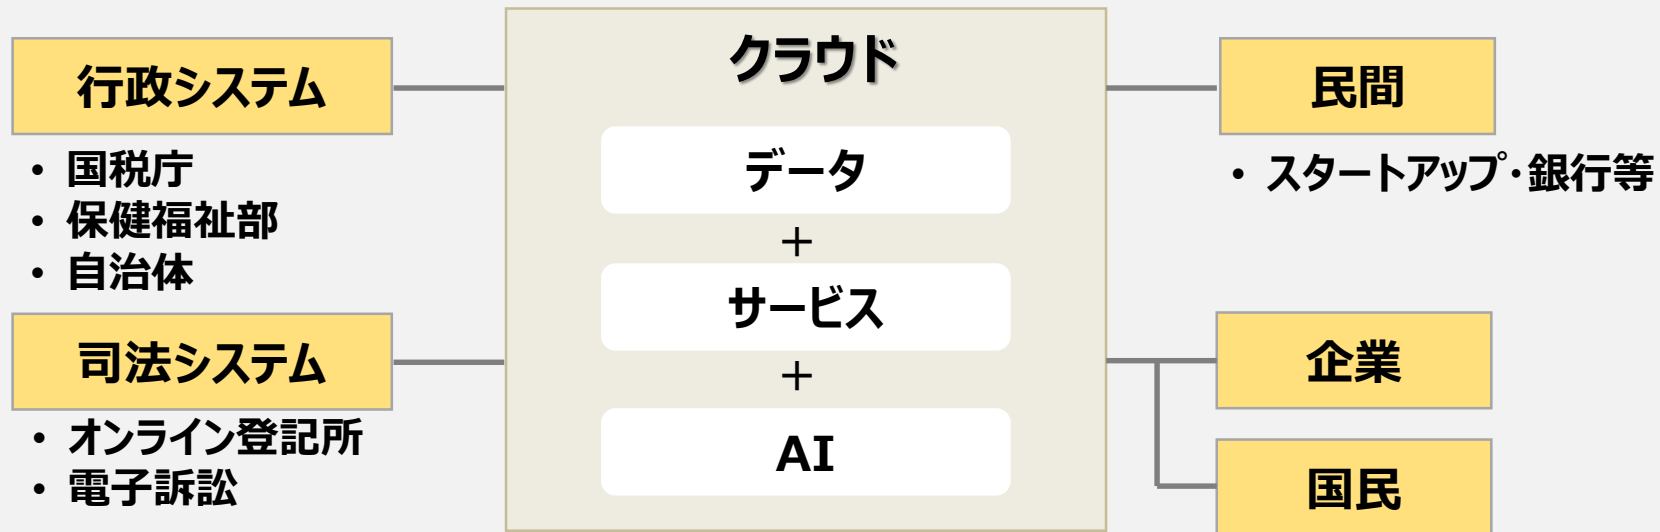 行政システム
・ 国税庁
・ 保健福祉部
・ 自治体
司法システム
・ オンライン登記所
・ 電子訴訟
クラウド
データ
＋
サービス
＋
AI
民間
・ スタートアップ・銀行等
企業
国民